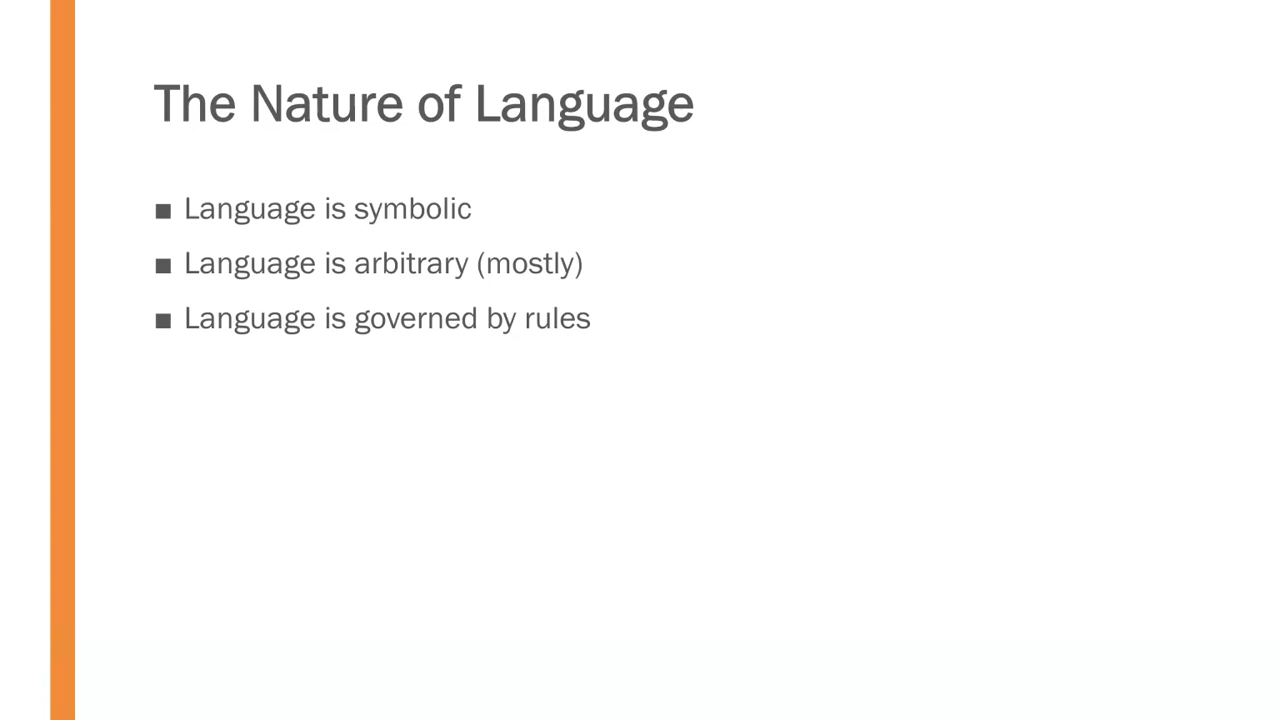 The Nature of Language
■ Language is symbolic
■ Language is arbitrary (mostly)
■ Language is governed by rules